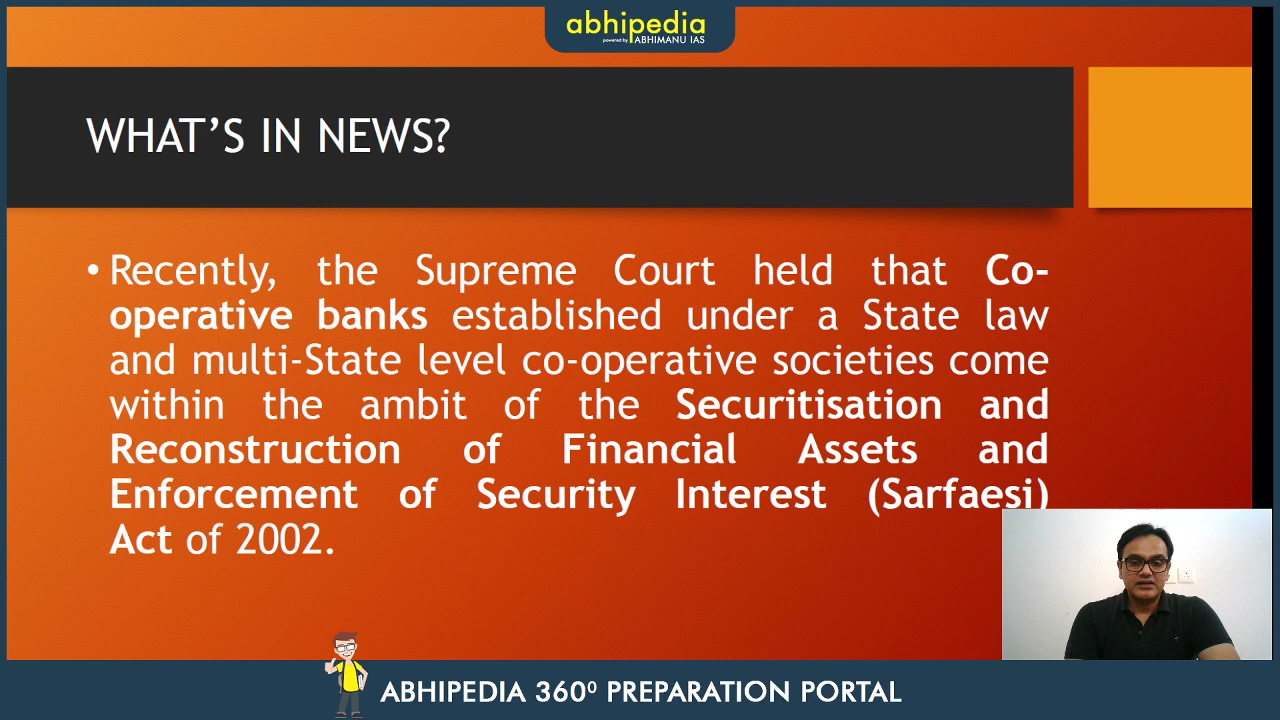 abhipedia
powered by ABHIMANU IAS
WHAT’S IN NEWS?
• Recently, the Supreme Court held that Co-
operative banks established under a State law
and multi-State level co-operative societies come
within the ambit of the Securitisation and
Reconstruction of Financial Assets and
Enforcement of Security Interest (Sarfaesi)
Act of 2002.
ABHIPEDIA 360⁰ PREPARATION PORTAL